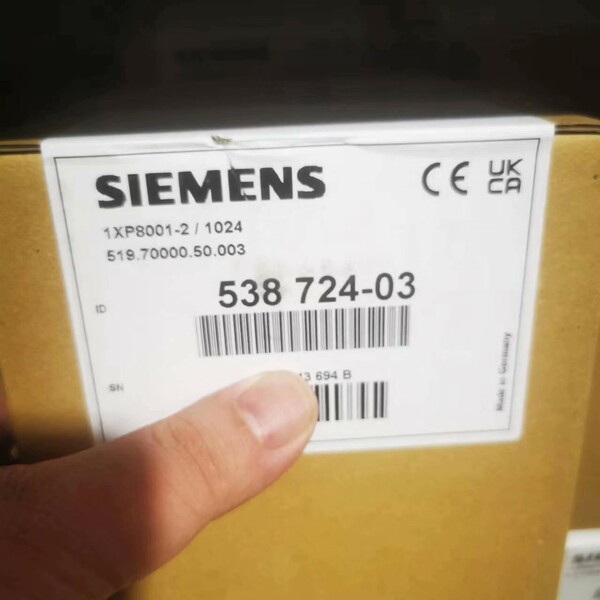 SIEMENS
CE UK
CA
1XP8001-2 / 1024
519.70000.50.003
538 724-03
ID
SN
694 B
Made in Germany